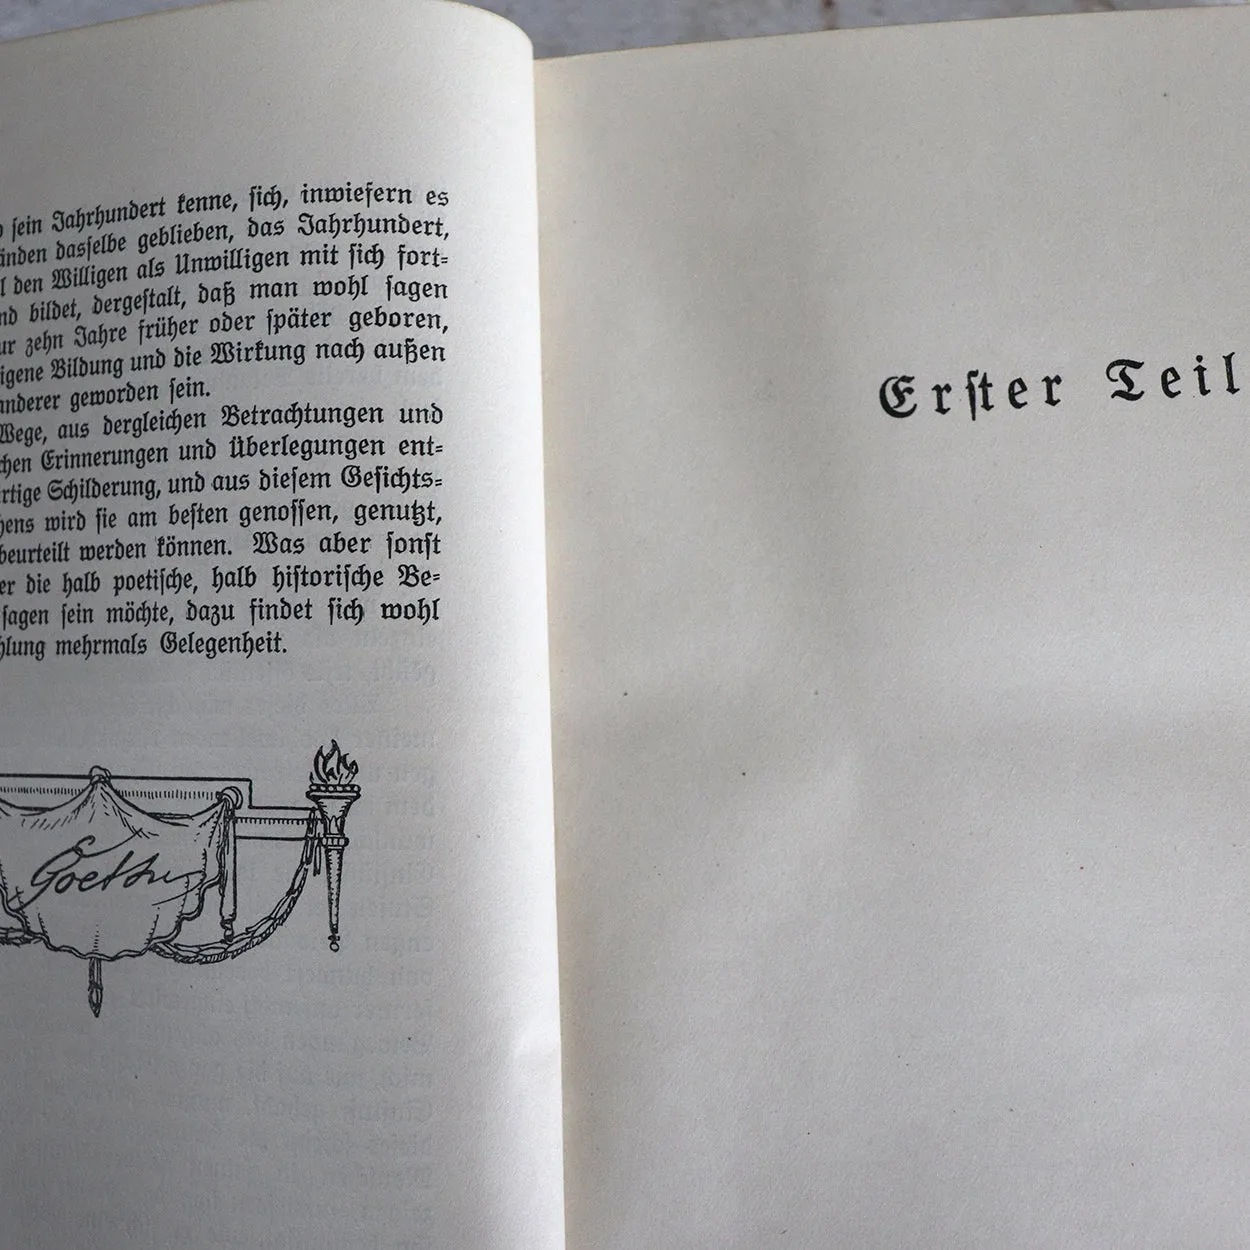 sein Jahrhundert kenne, sich, inwiefern es
änden dasselbe geblieben, das Jahrhundert,
l den Willigen als Unwilligen mit sich fort=
nd bildet, dergestalt, daß man wohl sagen
ur zehn Jahre früher oder später geboren,
igene Bildung und die Wirkung nach außen
anderer geworden sein.
Wege, aus dergleichen Betrachtungen und
chen Erinnerungen und Überlegungen ent=
rtige Schilderung, und aus diesem Gesichts=
hens wird sie am besten genossen, genutzt,
beurteilt werden können. Was aber sonst
er die halb poetische, halb historische Be=
sagen sein möchte, dazu findet sich wohl
hlung mehrmals Gelegenheit.
Goethe
Erster Teil